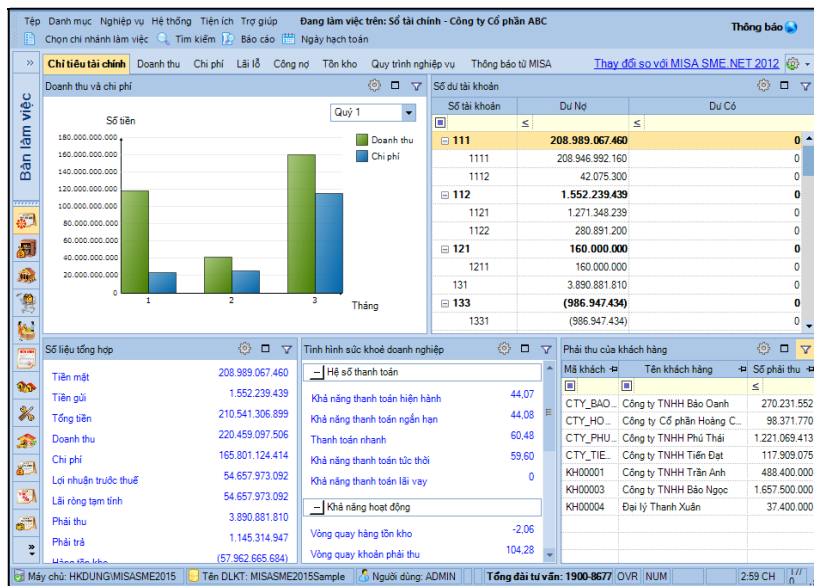 Tệp Danh mục Nghiệp vụ Hệ thống Tiện ích Trợ giúp Đang làm việc trên: Sổ tài chính - Công ty Cổ phần ABC
Thông báo
Chọn chi nhánh làm việc Tìm kiếm Báo cáo Ngày hạch toán
Chỉ tiêu tài chính Doanh thu Chi phí Lãi lỗ Công nợ Tồn kho Quy trình nghiệp vụ Thông báo từ MISA Thay đổi so với MISA SME.NET 2012
Bàn làm việc
Doanh thu và chi phí
Số tiền
Quý 1
180.000.000.000
160.000.000.000
140.000.000.000
120.000.000.000
100.000.000.000
80.000.000.000
60.000.000.000
40.000.000.000
20.000.000.000
0
1 2 3
Tháng
Doanh thu
Chi phí
Số dư tài khoản
Số tài khoản Dư Nợ Dư Có
≤ ≤
111 208.989.067.460 0
1111 208.946.992.160 0
1112 42.075.300 0
112 1.552.239.439 0
1121 1.271.348.239 0
1122 280.891.200 0
121 160.000.000 0
1211 160.000.000 0
131 3.890.881.810 0
133 (986.947.434) 0
1331 (986.947.434) 0
Số liệu tổng hợp
Tiền mặt 208.989.067.460
Tiền gửi 1.552.239.439
Tổng tiền 210.541.306.899
Doanh thu 220.459.097.506
Chi phí 165.801.124.414
Lợi nhuận trước thuế 54.657.973.092
Lãi ròng tạm tính 54.657.973.092
Phải thu 3.890.881.810
Phải trả 1.145.314.947
Hàng tồn kho (57.962.665.684)
Tình hình sức khoẻ doanh nghiệp
Hệ số thanh toán
Khả năng thanh toán hiện hành 44,07
Khả năng thanh toán ngắn hạn 44,08
Thanh toán nhanh 60,48
Khả năng thanh toán tức thời 59,60
Khả năng thanh toán lãi vay 0
Khả năng hoạt động
Vòng quay hàng tồn kho -2,06
Vòng quay khoản phải thu 104,28
Phải thu của khách hàng
Mã khách Tên khách hàng Số phải thu
≤
CTY_BAO... Công ty TNHH Bảo Oanh 270.231.552
CTY_HO... Công ty Cổ phần Hoàng C... 98.371.770
CTY_PHU... Công ty TNHH Phú Thái 1.221.069.413
CTY_TIE... Công ty TNHH Tiến Đạt 117.909.075
KH00001 Công ty TNHH Trần Anh 488.400.000
KH00003 Công ty TNHH Bảo Ngọc 1.657.500.000
KH00004 Đại lý Thanh Xuân 37.400.000
Máy chủ: HKDUNG\MISASME2015 Tên DLKT: MISASME2015Sample Người dùng: ADMIN Tổng đài tư vấn: 1900-8677 OVR NUM 2:59 CH